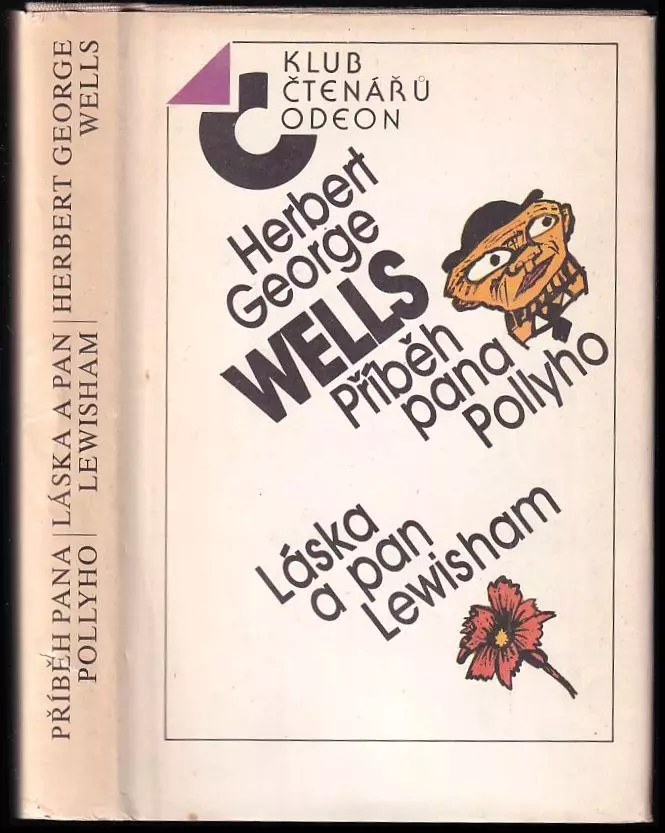 HERBERT GEORGE
WELLS
LÁSKA A PAN
LEWISHAM
PŘÍBĚH PANA
POLLYHO
KLUB
ČTENÁŘŮ
ODEON
Herbert
George
WELLS
Příběh
pana
Pollyho
Láska
a pan
Lewisham